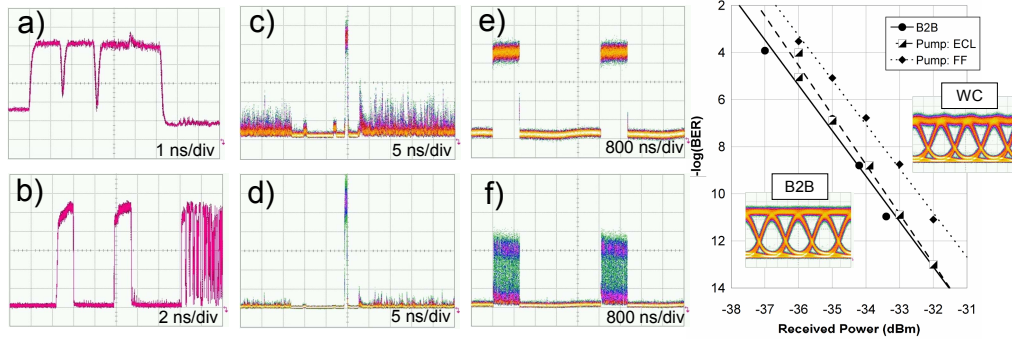 a)
1 ns/div
b)
2 ns/div
c)
5 ns/div
d)
5 ns/div
e)
800 ns/div
f)
800 ns/div
-log(BER)
2
4
6
8
10
12
14
-38 -37 -36 -35 -34 -33 -32 -31
Received Power (dBm)
B2B
Pump: ECL
Pump: FF
WC
B2B